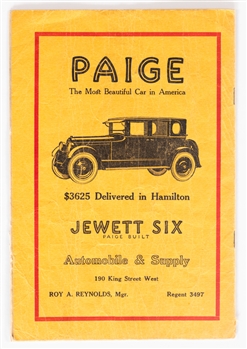 PAIGE
The Most Beautiful Car in America
$3625 Delivered in Hamilton
JEWETT SIX
PAIGE BUILT
Automobile & Supply
190 King Street West
ROY A. REYNOLDS, Mgr. Regent 3497